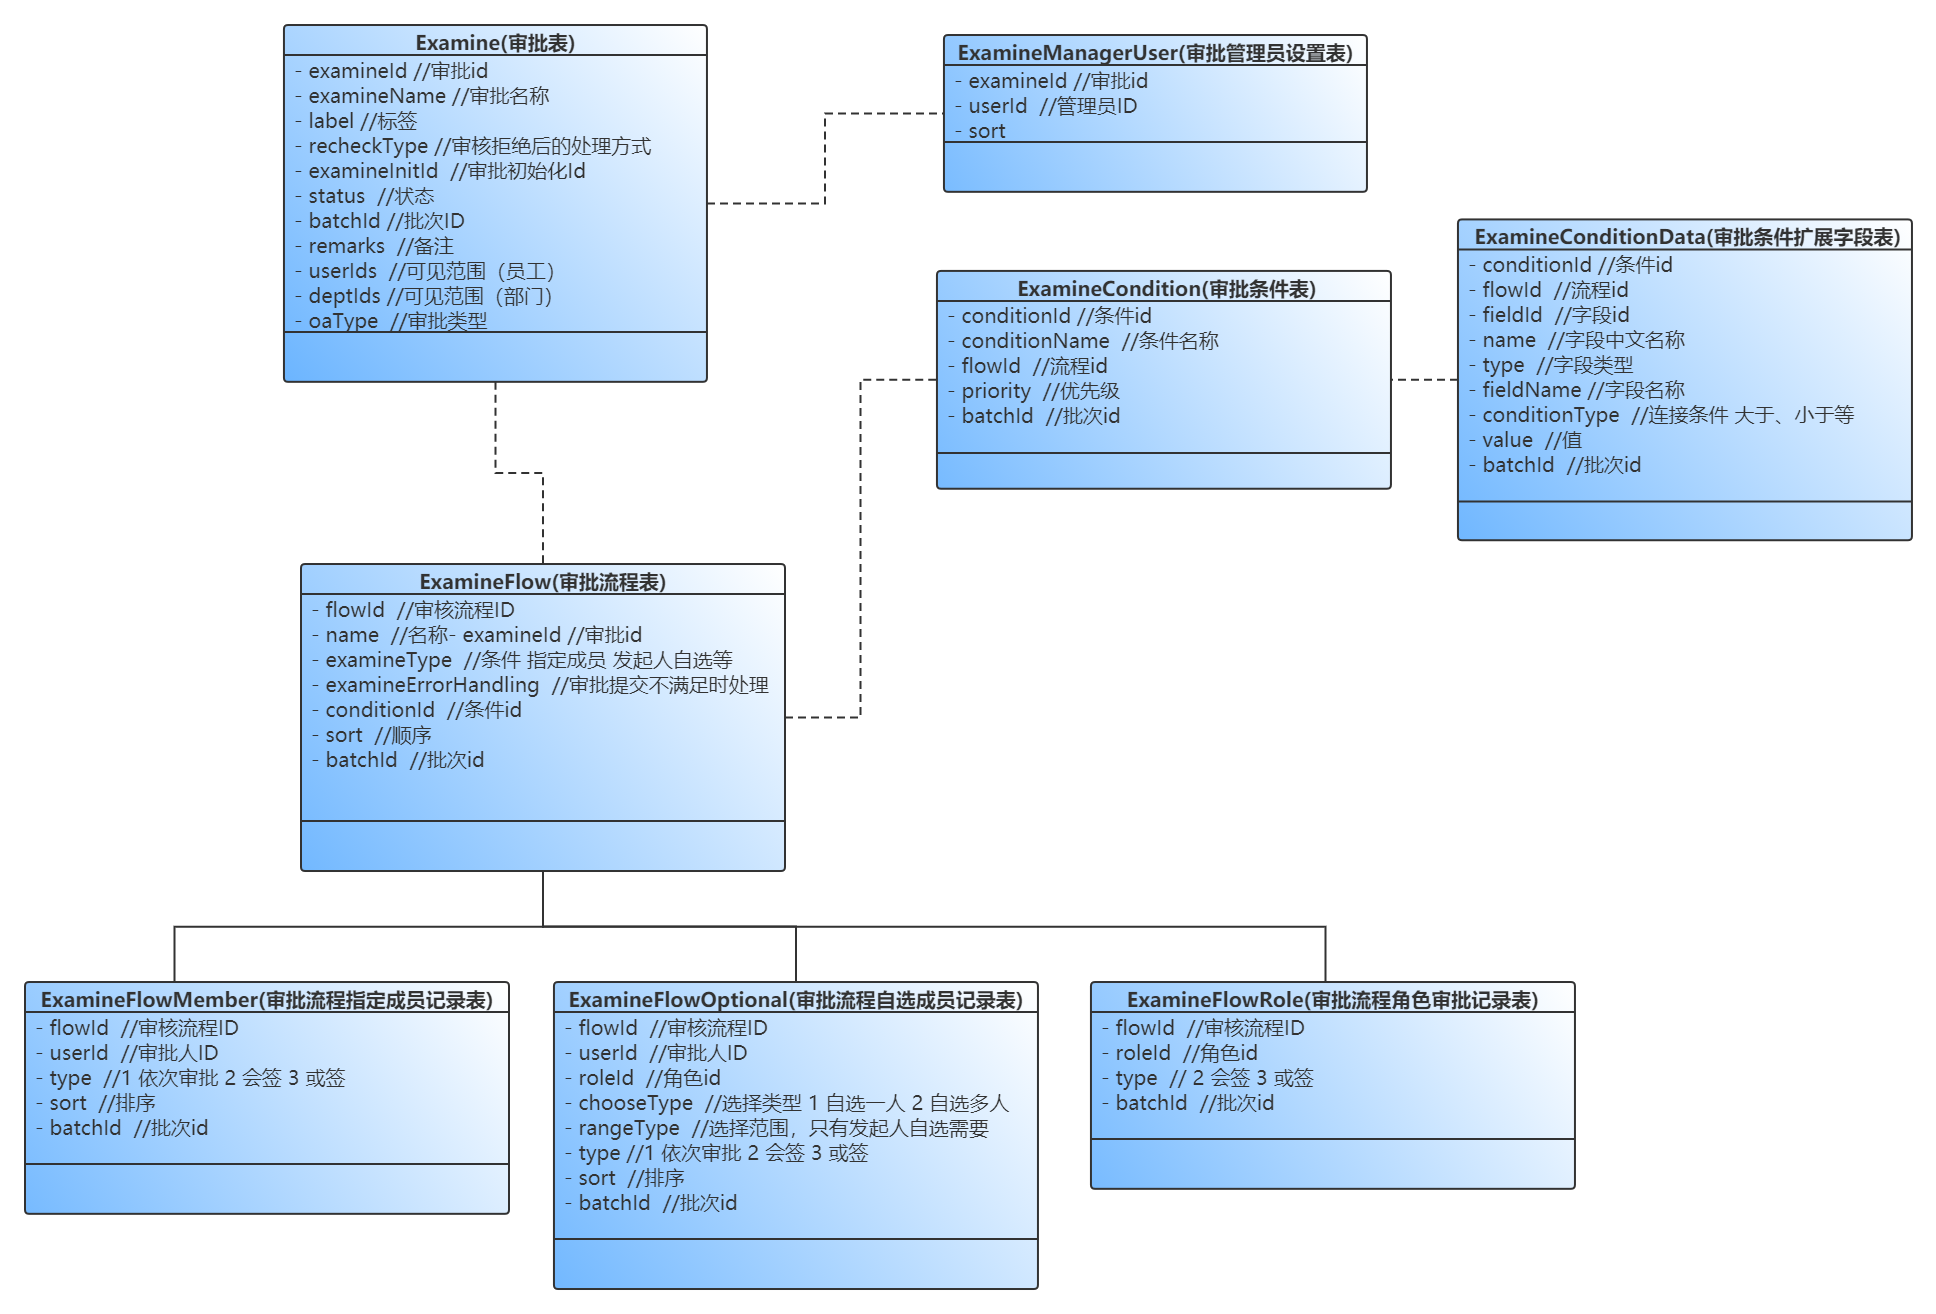 Examine(审批表)
- examineId //审批id
- examineName //审批名称
- label //标签
- recheckType //审核拒绝后的处理方式
- examineInitId  //审批初始化Id
- status  //状态
- batchId //批次ID
- remarks  //备注
- userIds  //可见范围（员工）
- deptIds //可见范围（部门）
- oaType  //审批类型
ExamineManagerUser(审批管理员设置表)
- examineId //审批id
- userId  //管理员ID
- sort
ExamineCondition(审批条件表)
- conditionId //条件id
- conditionName  //条件名称
- flowId  //流程id
- priority  //优先级
- batchId  //批次id
ExamineConditionData(审批条件扩展字段表)
- conditionId //条件id
- flowId  //流程id
- fieldId  //字段id
- name  //字段中文名称
- type  //字段类型
- fieldName //字段名称
- conditionType  //连接条件 大于、小于等
- value  //值
- batchId  //批次id
ExamineFlow(审批流程表)
- flowId  //审核流程ID
- name  //名称- examineId //审批id
- examineType  //条件 指定成员 发起人自选等
- examineErrorHandling  //审批提交不满足时处理
- conditionId  //条件id
- sort  //顺序
- batchId  //批次id
ExamineFlowMember(审批流程指定成员记录表)
- flowId  //审核流程ID
- userId  //审批人ID
- type  //1 依次审批 2 会签 3 或签
- sort  //排序
- batchId  //批次id
ExamineFlowOptional(审批流程自选成员记录表)
- flowId  //审核流程ID
- userId  //审批人ID
- roleId  //角色id
- chooseType  //选择类型 1 自选一人 2 自选多人
- rangeType  //选择范围，只有发起人自选需要
- type //1 依次审批 2 会签 3 或签
- sort  //排序
- batchId  //批次id
ExamineFlowRole(审批流程角色审批记录表)
- flowId  //审核流程ID
- roleId  //角色id
- type  // 2 会签 3 或签
- batchId  //批次id